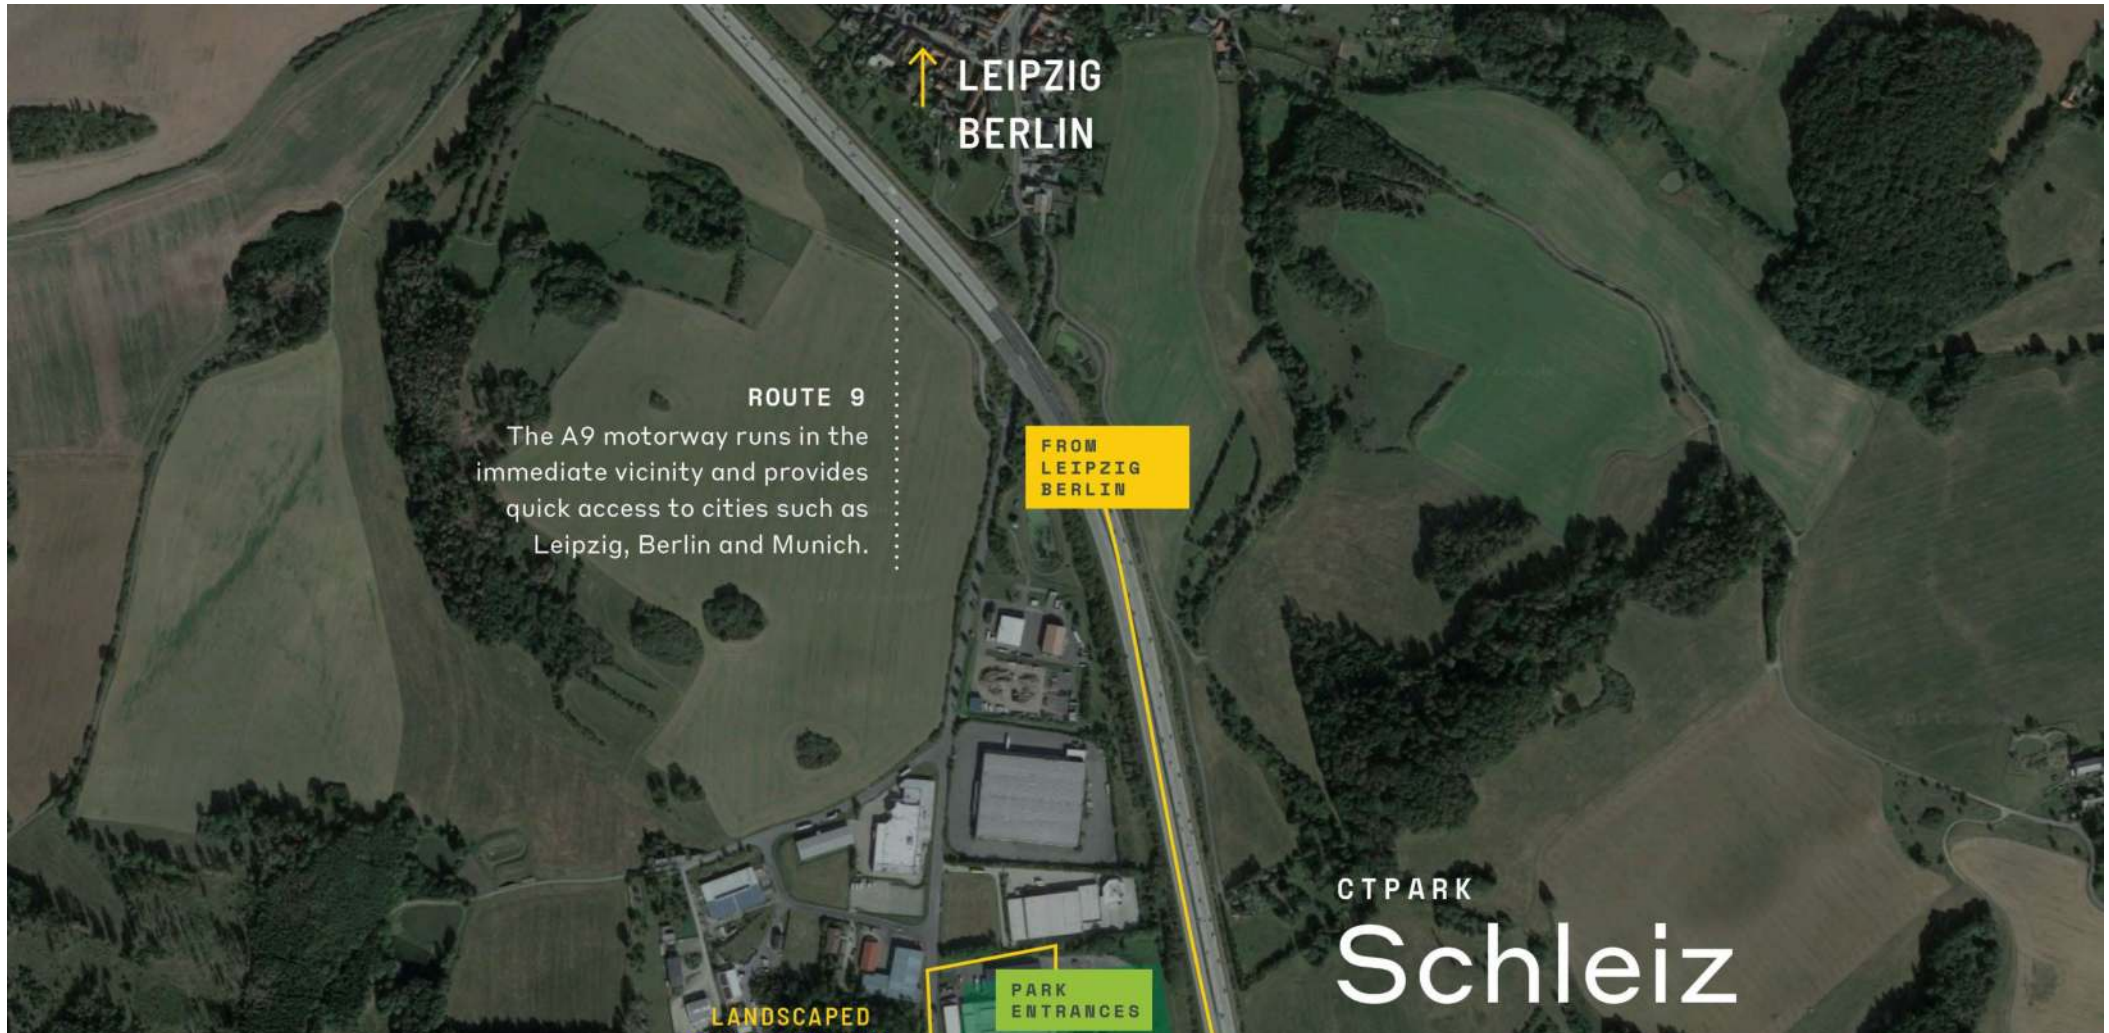 LEIPZIG
BERLIN
ROUTE 9
The A9 motorway runs in the
immediate vicinity and provides
quick access to cities such as
Leipzig, Berlin and Munich.
FROM
LEIPZIG
BERLIN
CTPARK
Schleiz
PARK
ENTRANCES
LANDSCAPED